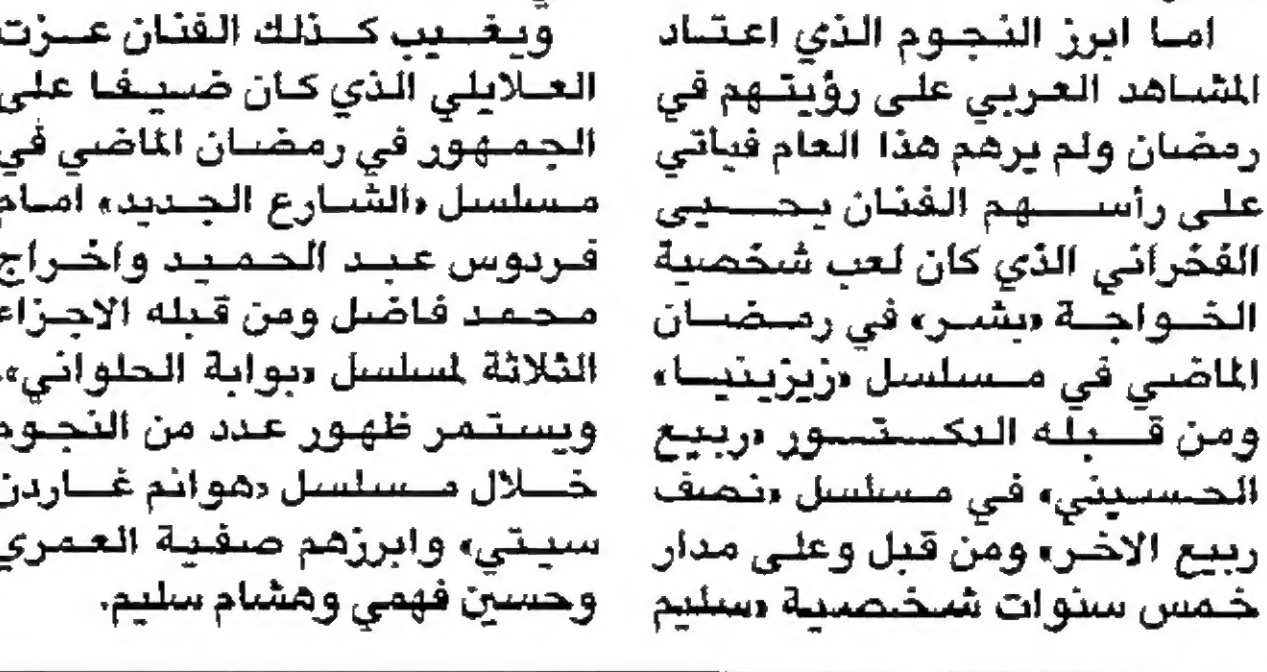 اما ابرز النجوم الذي اعتاد
المشاهد العربي على رؤيتهم في
رمضان ولم يرهم هذا العام فياتي
على رأسهم الفنان يحيى
الفخراني الذي كان لعب شخصية
الخواجة «بشر» في رمضان
الماضي في مسلسل «زيزينيا»
ومن قبله الدكتور «ربيع
الحسيني» في مسلسل «نصف
ربيع الاخر» ومن قبل وعلى مدار
خمس سنوات شخصية «سليم
ويغيب كذلك الفنان عزت
العلايلي الذي كان ضيفا على
الجمهور في رمضان الماضي في
مسلسل «الشارع الجديد» امام
فردوس عبد الحميد واخراج
محمد فاضل ومن قبله الاجزاء
الثلاثة لمسلسل «بوابة الحلواني».
ويستمر ظهور عدد من النجوم
خلال مسلسل «هوانم غاردن
سيتي» وابرزهم صفية العمري
وحسين فهمي وهشام سليم.